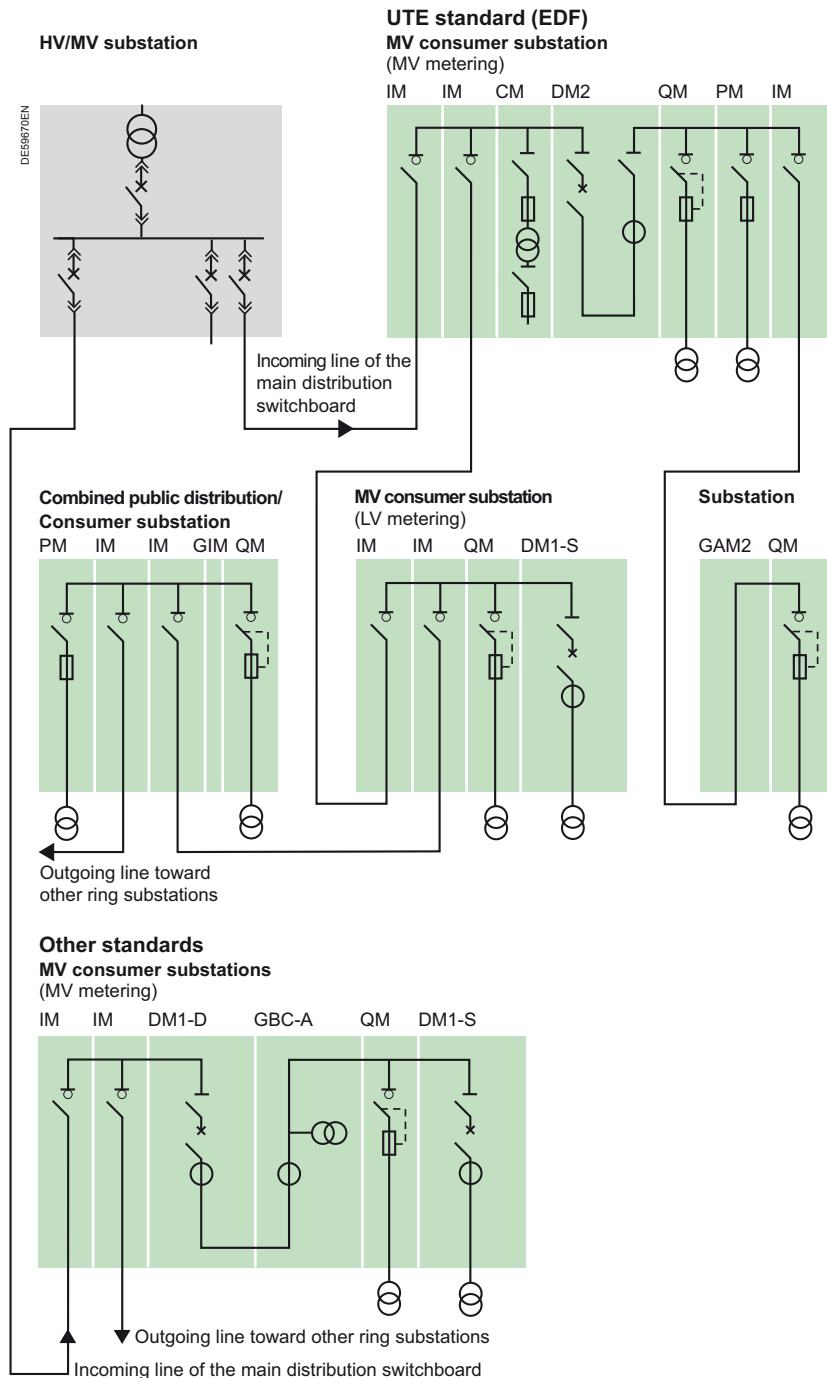 UTE standard (EDF)
HV/MV substation
MV consumer substation
(MV metering)
IM IM CM DM2 QM PM IM
DE59670EN
Incoming line of the
main distribution
switchboard
Combined public distribution/
Consumer substation
PM IM IM GIM QM
MV consumer substation
(LV metering)
IM IM QM DM1-S
Substation
GAM2 QM
Outgoing line toward
other ring substations
Other standards
MV consumer substations
(MV metering)
IM IM DM1-D GBC-A QM DM1-S
Outgoing line toward other ring substations
Incoming line of the main distribution switchboard